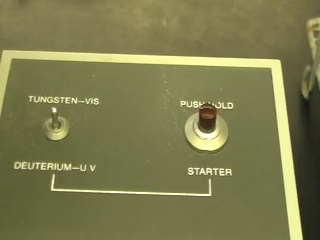 TUNGSTEN-VIS.
PUSH HOLD
DEUTERIUM-U V
STARTER